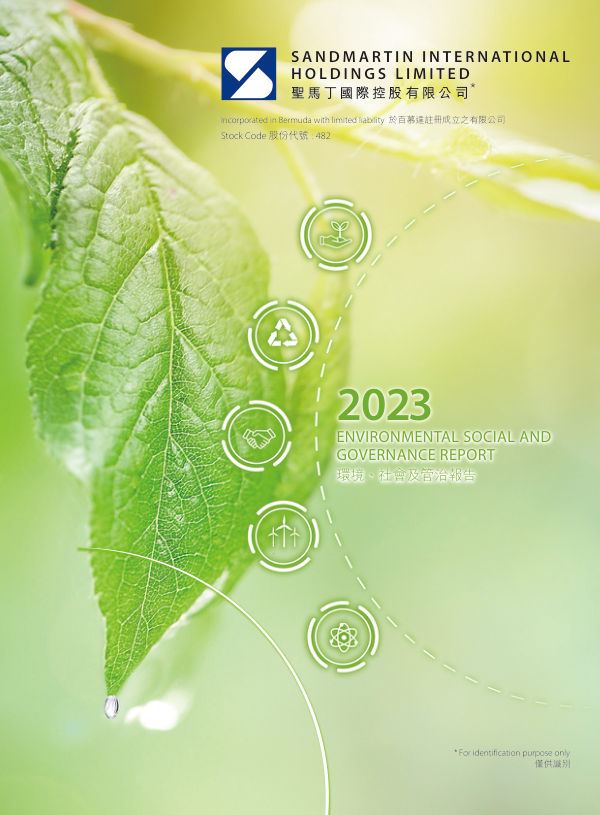 SANDMARTIN INTERNATIONAL
HOLDINGS LIMITED
聖馬丁國際控股有限公司*
Incorporated in Bermuda with limited liability 於百慕達註冊成立之有限公司
Stock Code 股份代號 : 482
2023
ENVIRONMENTAL SOCIAL AND
GOVERNANCE REPORT
環境、社會及管治報告
* For identification purpose only
僅供識別